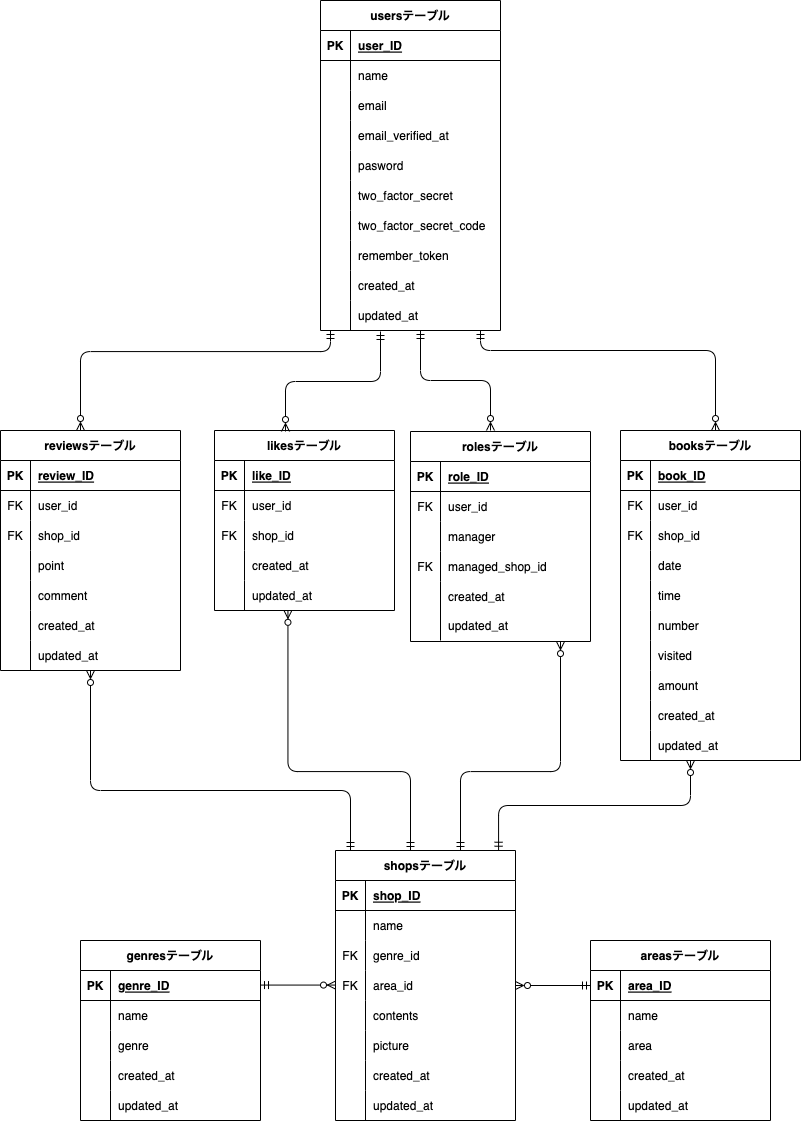 usersテーブル
PK user_ID
name
email
email_verified_at
pasword
two_factor_secret
two_factor_secret_code
remember_token
created_at
updated_at
reviewsテーブル
PK review_ID
FK user_id
FK shop_id
point
comment
created_at
updated_at
likesテーブル
PK like_ID
FK user_id
FK shop_id
created_at
updated_at
rolesテーブル
PK role_ID
FK user_id
manager
FK managed_shop_id
created_at
updated_at
booksテーブル
PK book_ID
FK user_id
FK shop_id
date
time
number
visited
amount
created_at
updated_at
shopsテーブル
PK shop_ID
name
FK genre_id
FK area_id
contents
picture
created_at
updated_at
genresテーブル
PK genre_ID
name
genre
created_at
updated_at
areasテーブル
PK area_ID
name
area
created_at
updated_at